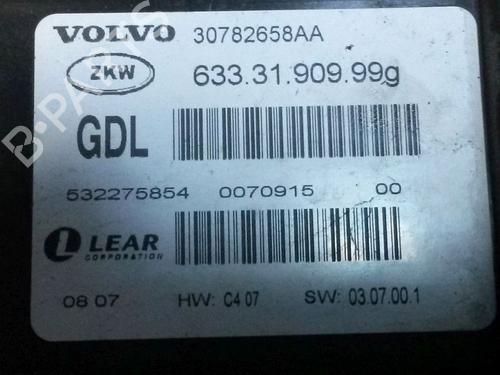 VOLVO 30782658AA
ZKW 633.31.909.99g
GDL
532275854 0070915 00
LEAR
CORPORATION
08 07 HW: C4 07 SW: 03.07.00.1
B-PARTS